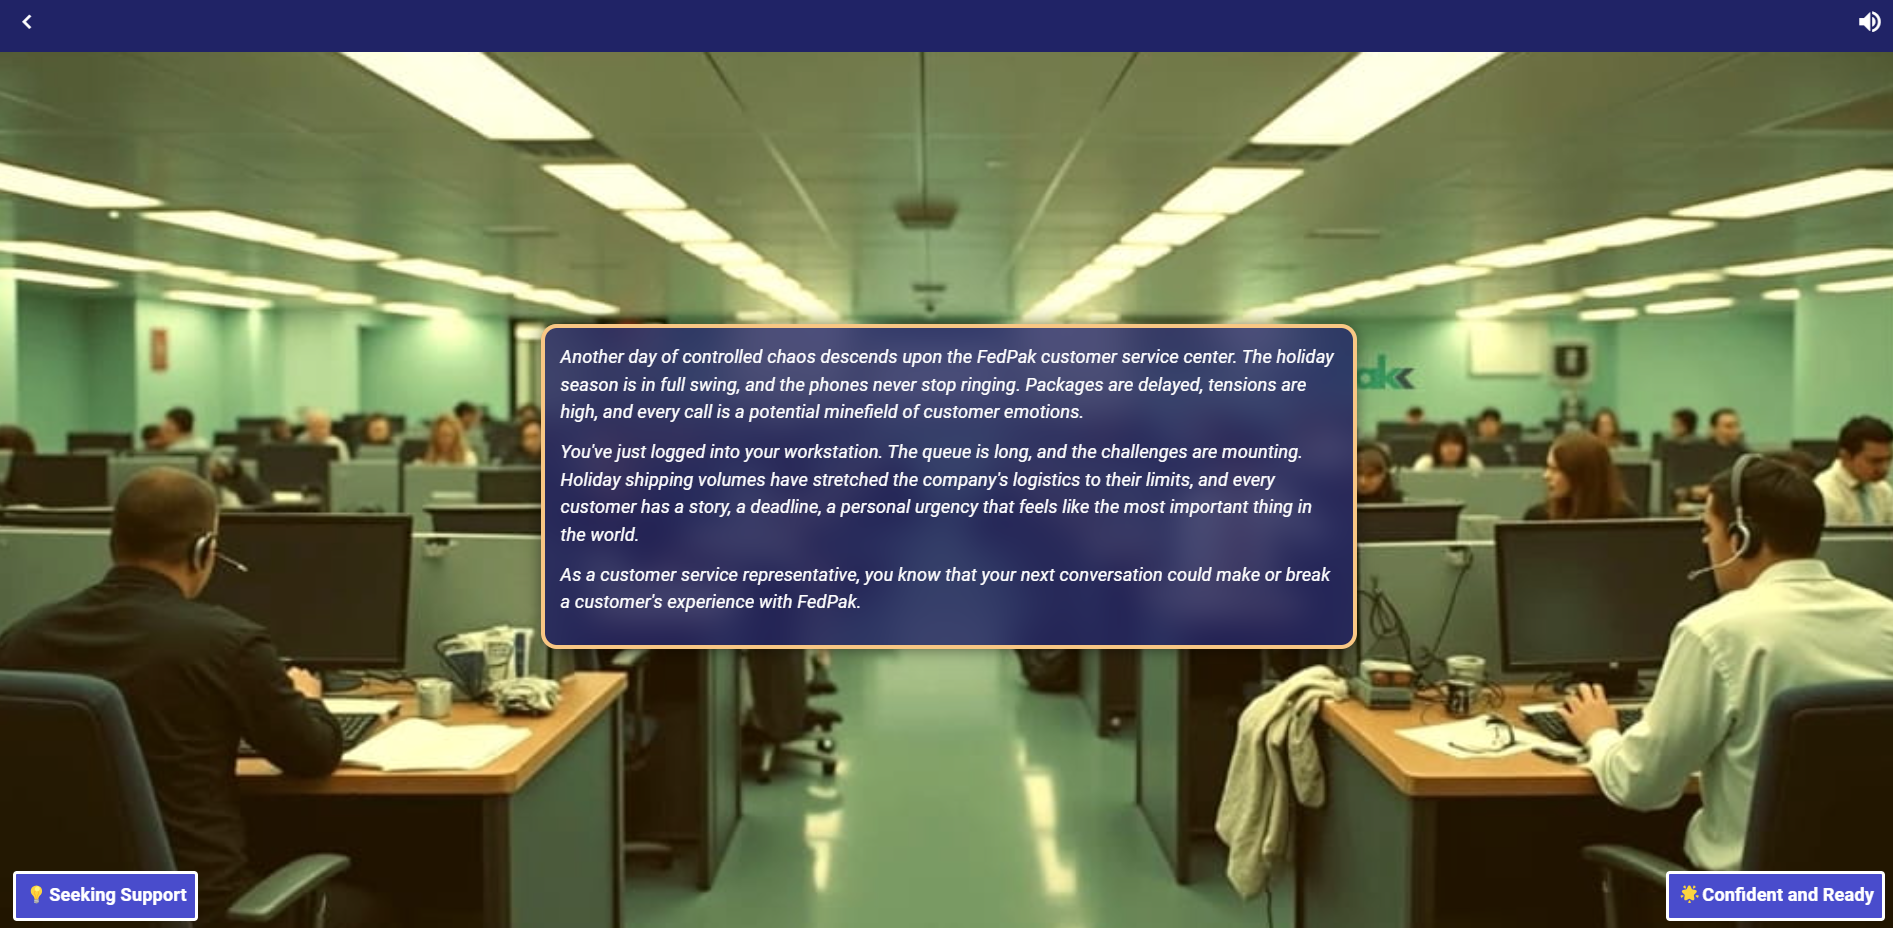 Another day of controlled chaos descends upon the FedPak customer service center. The holiday
season is in full swing, and the phones never stop ringing. Packages are delayed, tensions are
high, and every call is a potential minefield of customer emotions.
You've just logged into your workstation. The queue is long, and the challenges are mounting.
Holiday shipping volumes have stretched the company's logistics to their limits, and every
customer has a story, a deadline, a personal urgency that feels like the most important thing in
the world.
As a customer service representative, you know that your next conversation could make or break
a customer's experience with FedPak.
Seeking Support
Confident and Ready